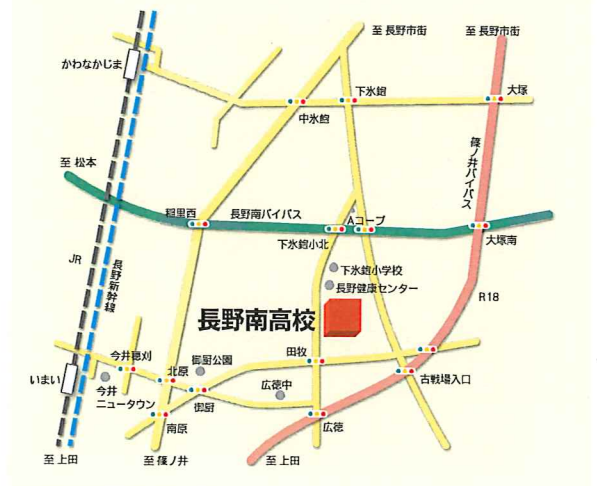 至 長野市街
至 長野市街
かわなかじま
下氷鉋
大塚
中氷鉋
篠ノ井バイパス
至 松本
稲里西
長野南バイパス
Aコープ
下氷鉋小北
大塚南
JR
長野新幹線
下氷鉋小学校
長野健康センター
R18
長野南高校
今井穂刈
御厨公園
田牧
北原
いまい
今井
ニュータウン
広徳中
古戦場入口
御厨
南原
広徳
至 上田
至 篠ノ井
至 上田